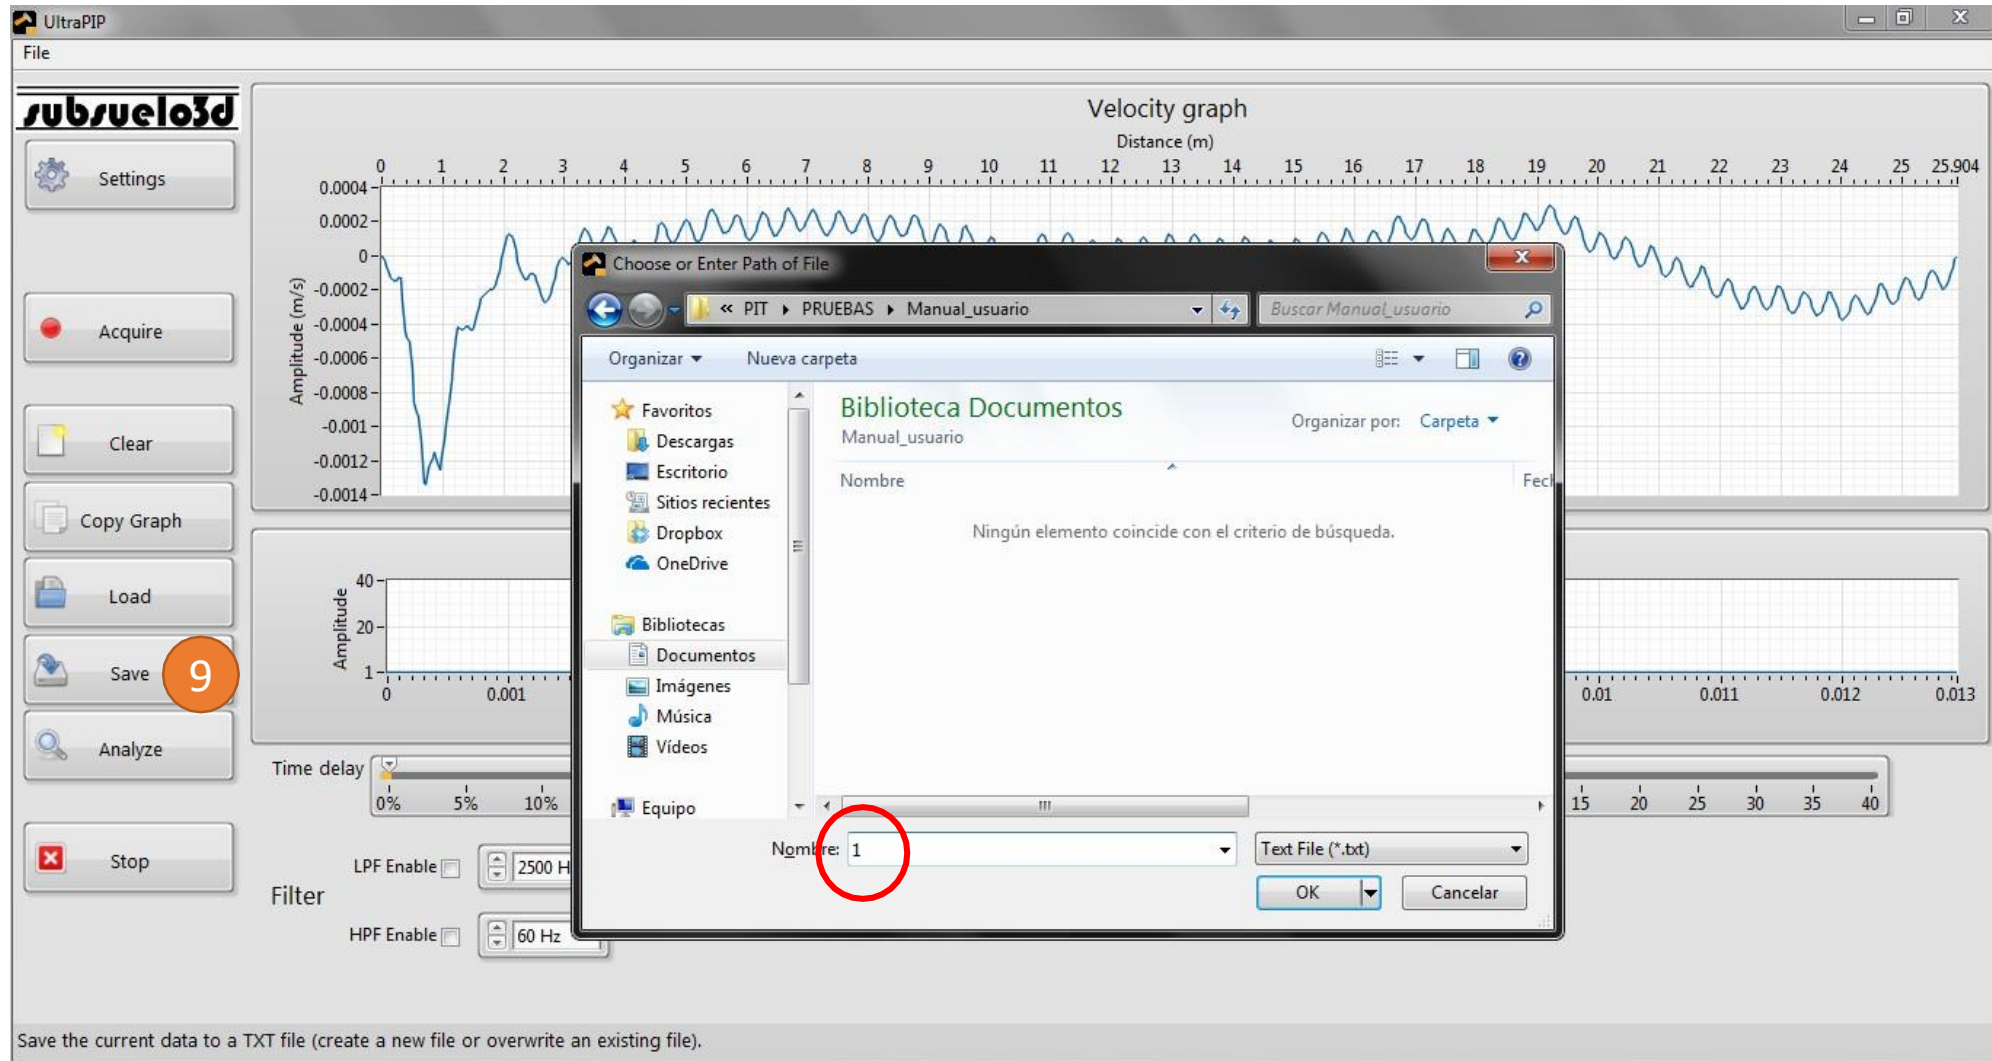 UltraPIP
File
subsuelo3d
Settings
Acquire
Clear
Copy Graph
Load
Save
9
Analyze
Stop
Velocity graph
Distance (m)
0 1 2 3 4 5 6 7 8 9 10 11 12 13 14 15 16 17 18 19 20 21 22 23 24 25 25.904
Amplitude (m/s)
0.0004
0.0002
0
-0.0002
-0.0004
-0.0006
-0.0008
-0.001
-0.0012
-0.0014
Choose or Enter Path of File
« PIT PRUEBAS Manual_usuario
Buscar Manual_usuario
Organizar
Nueva carpeta
Favoritos
Descargas
Escritorio
Sitios recientes
Dropbox
OneDrive
Bibliotecas
Documentos
Imágenes
Música
Vídeos
Equipo
Biblioteca Documentos
Manual_usuario
Organizar por: Carpeta
Nombre
Ningún elemento coincide con el criterio de búsqueda.
Nombre: 1
Text File (*.txt)
OK
Cancelar
Amplitude
40
20
1
0 0.001 0.01 0.011 0.012 0.013
Time delay
0% 5% 10% 15 20 25 30 35 40
Filter
LPF Enable
HPF Enable
60 Hz
Save the current data to a TXT file (create a new file or overwrite an existing file).